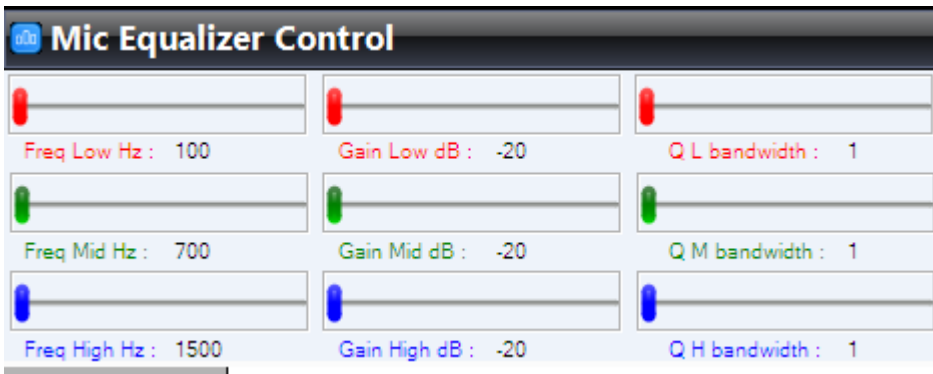 Mic Equalizer Control
Freq Low Hz : 100 Gain Low dB : -20 Q L bandwidth : 1
Freq Mid Hz : 700 Gain Mid dB : -20 Q M bandwidth : 1
Freq High Hz : 1500 Gain High dB : -20 Q H bandwidth : 1